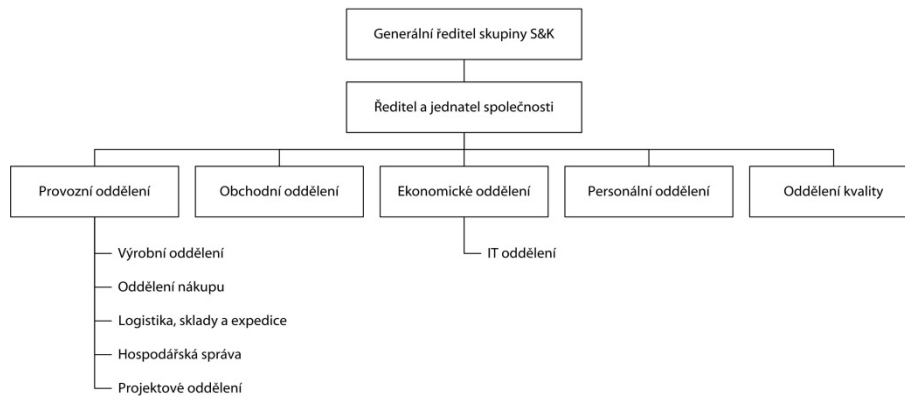 Generální ředitel skupiny S&K
Ředitel a jednatel společnosti
Provozní oddělení
Obchodní oddělení
Ekonomické oddělení
Personální oddělení
Oddělení kvality
Výrobní oddělení
Oddělení nákupu
Logistika, sklady a expedice
Hospodářská správa
Projektové oddělení
IT oddělení